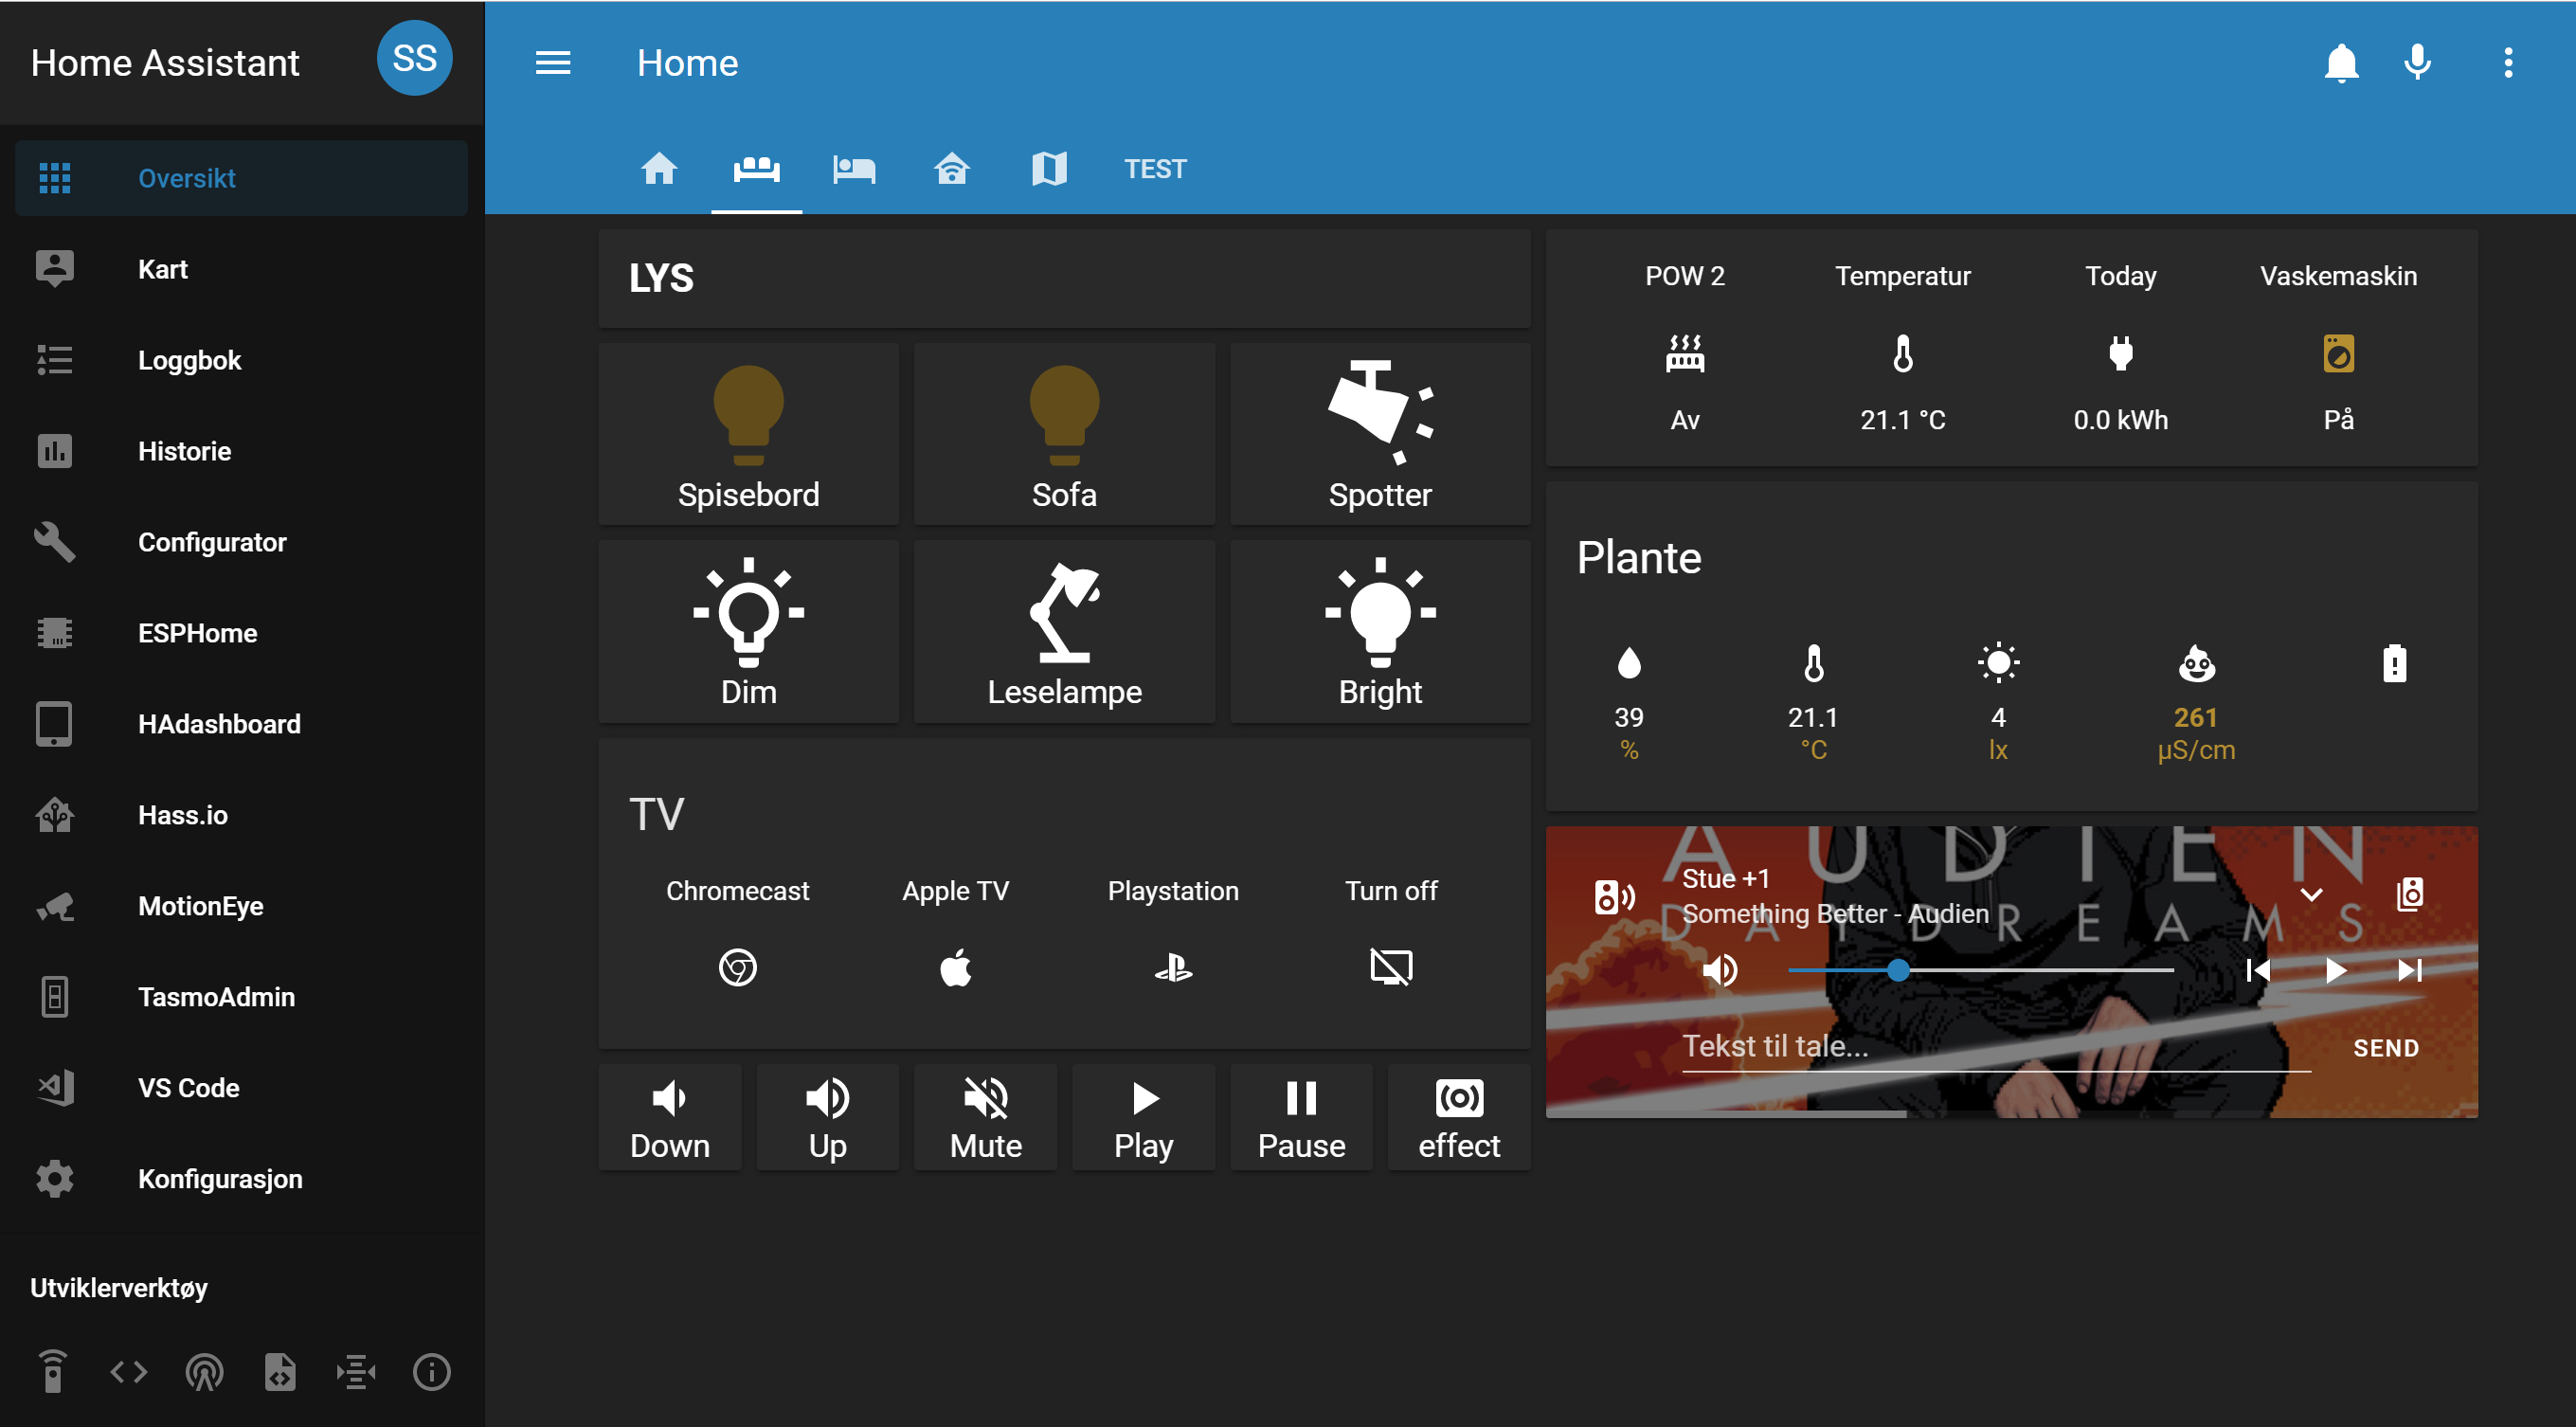 Home Assistant
SS
Oversikt
Kart
Loggbok
Historie
Configurator
ESPHome
HAdashboard
Hass.io
MotionEye
TasmoAdmin
VS Code
Konfigurasjon
Utviklerverktøy
Home
TEST
LYS
Spisebord
Sofa
Spotter
Dim
Leselampe
Bright
TV
Chromecast
Apple TV
Playstation
Turn off
Down
Up
Mute
Play
Pause
effect
POW 2
Temperatur
Today
Vaskemaskin
Av
21.1 °C
0.0 kWh
På
Plante
39
21.1
4
261
%
°C
lx
µS/cm
AUDIEN
DAYDREAMS
Stue +1
Something Better - Audien
Tekst til tale...
SEND